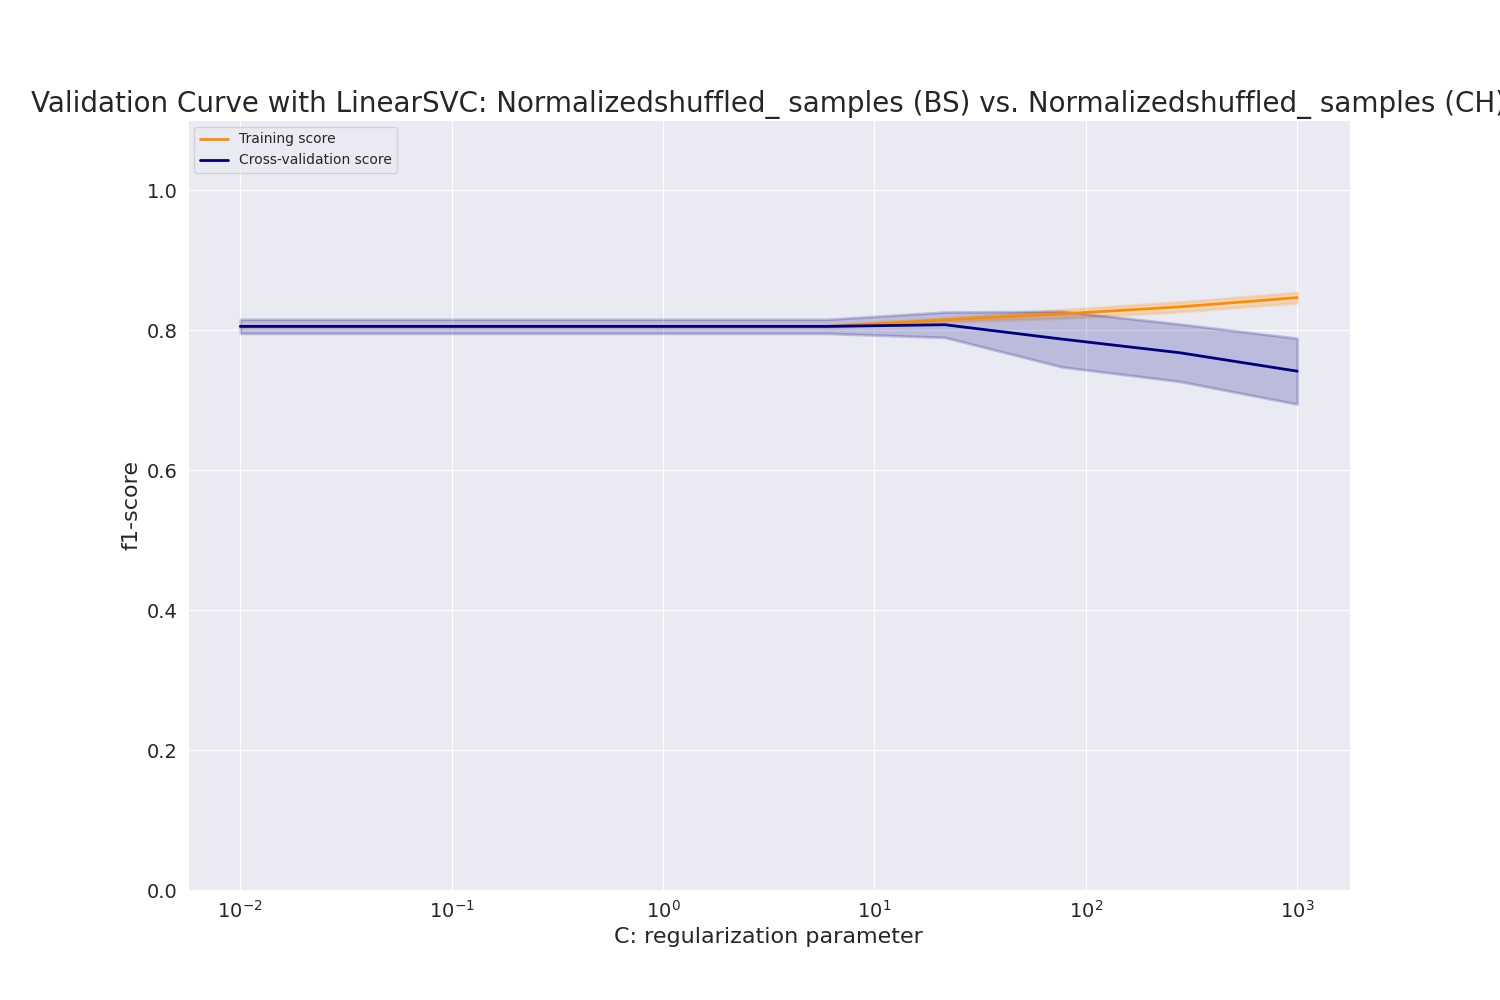 Validation Curve with LinearSVC: Normalizedshuffled_ samples (BS) vs. Normalizedshuffled_ samples (CH)
Training score
Cross-validation score
1.0
0.8
0.6
0.4
0.2
0.0
f1-score
10⁻² 10⁻¹ 10⁰ 10¹ 10² 10³
C: regularization parameter